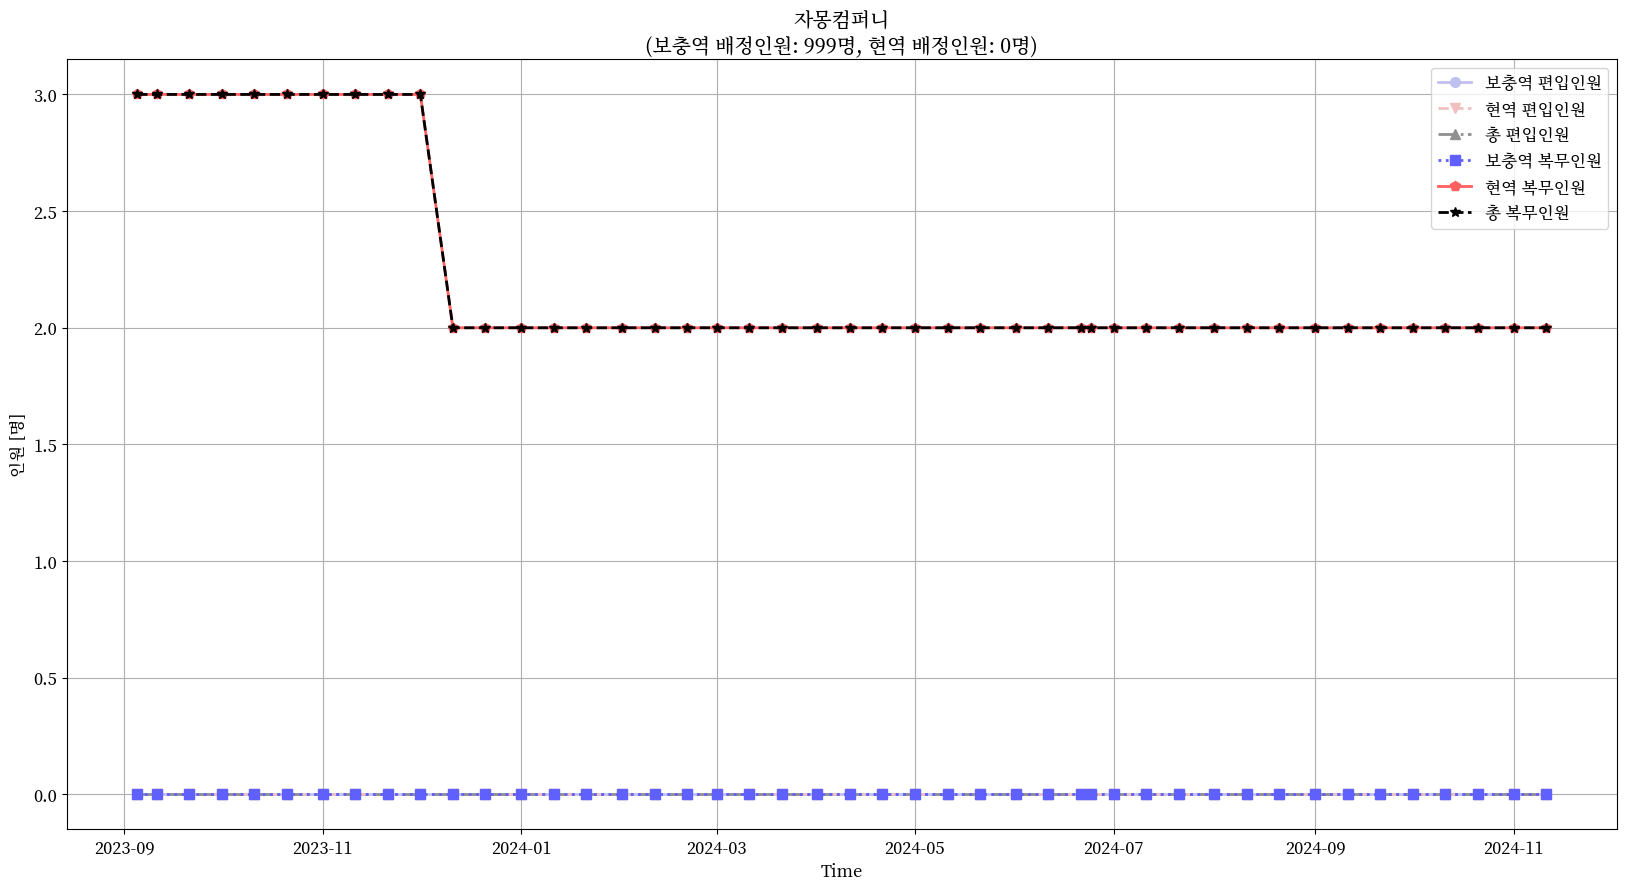 자몽컴퍼니
(보충역 배정인원: 999명, 현역 배정인원: 0명)
보충역 편입인원
현역 편입인원
총 편입인원
보충역 복무인원
현역 복무인원
총 복무인원
인원 [명]
3.0
2.5
2.0
1.5
1.0
0.5
0.0
2023-09
2023-11
2024-01
2024-03
2024-05
2024-07
2024-09
2024-11
Time